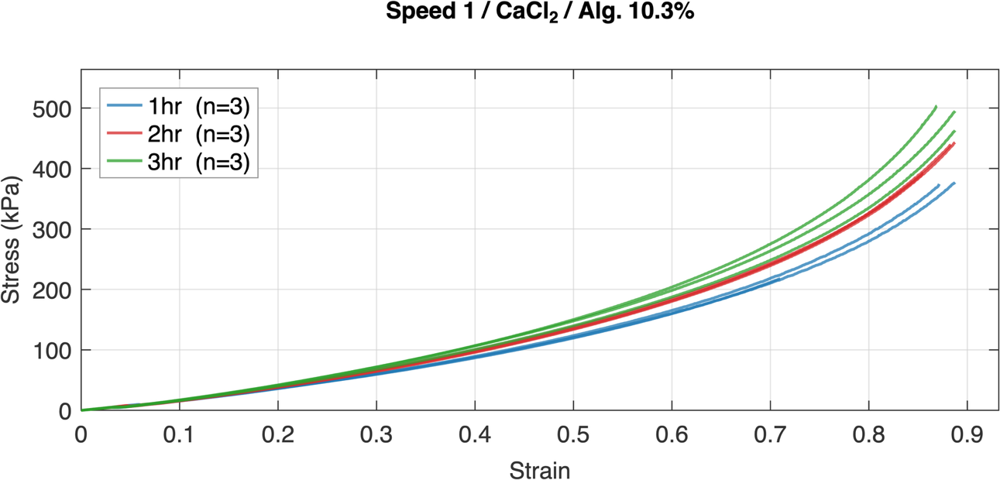 Speed 1 / CaCl₂ / Alg. 10.3%
1hr (n=3)
2hr (n=3)
3hr (n=3)
Stress (kPa)
500
400
300
200
100
0
0 0.1 0.2 0.3 0.4 0.5 0.6 0.7 0.8 0.9
Strain